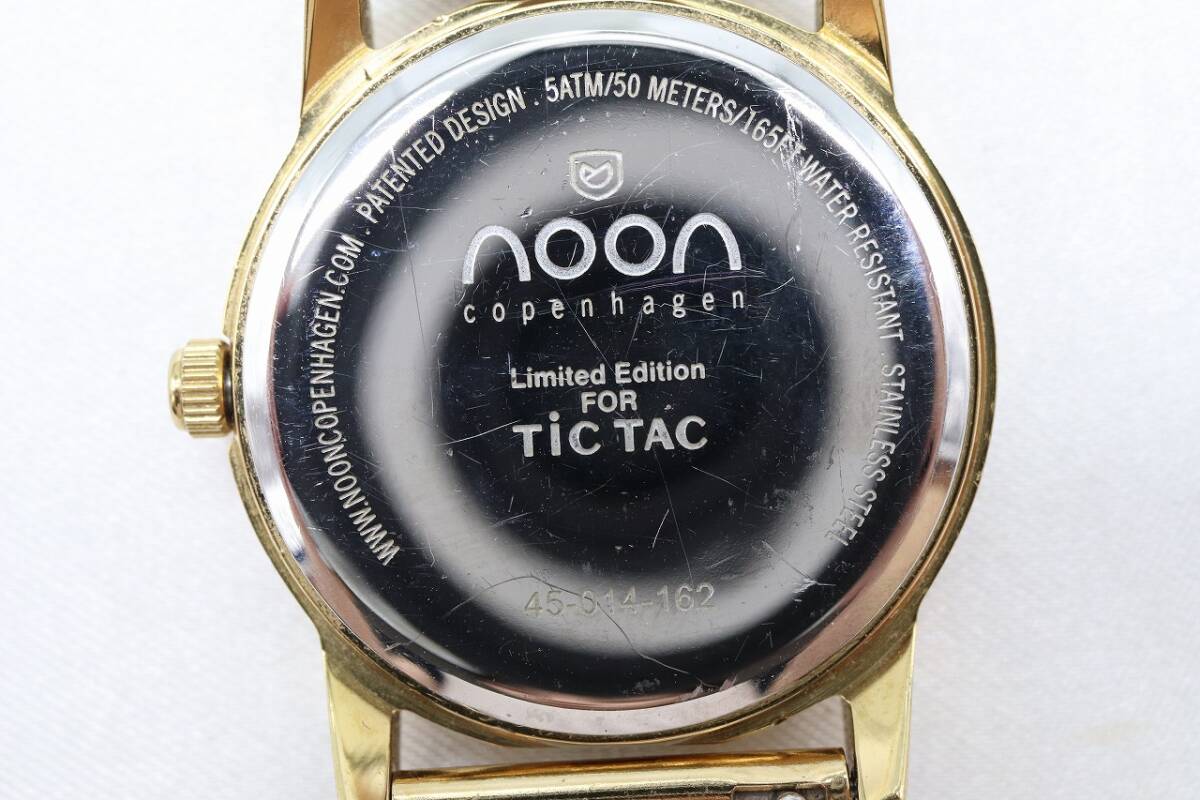 WWW.NOONCOPENHAGEN.COM . PATENTED DESIGN . 5ATM/50 METERS/165FT WATER RESISTANT . STAINLESS STEEL
noon
copenhagen
Limited Edition
FOR
TiC TAC
45-014-162